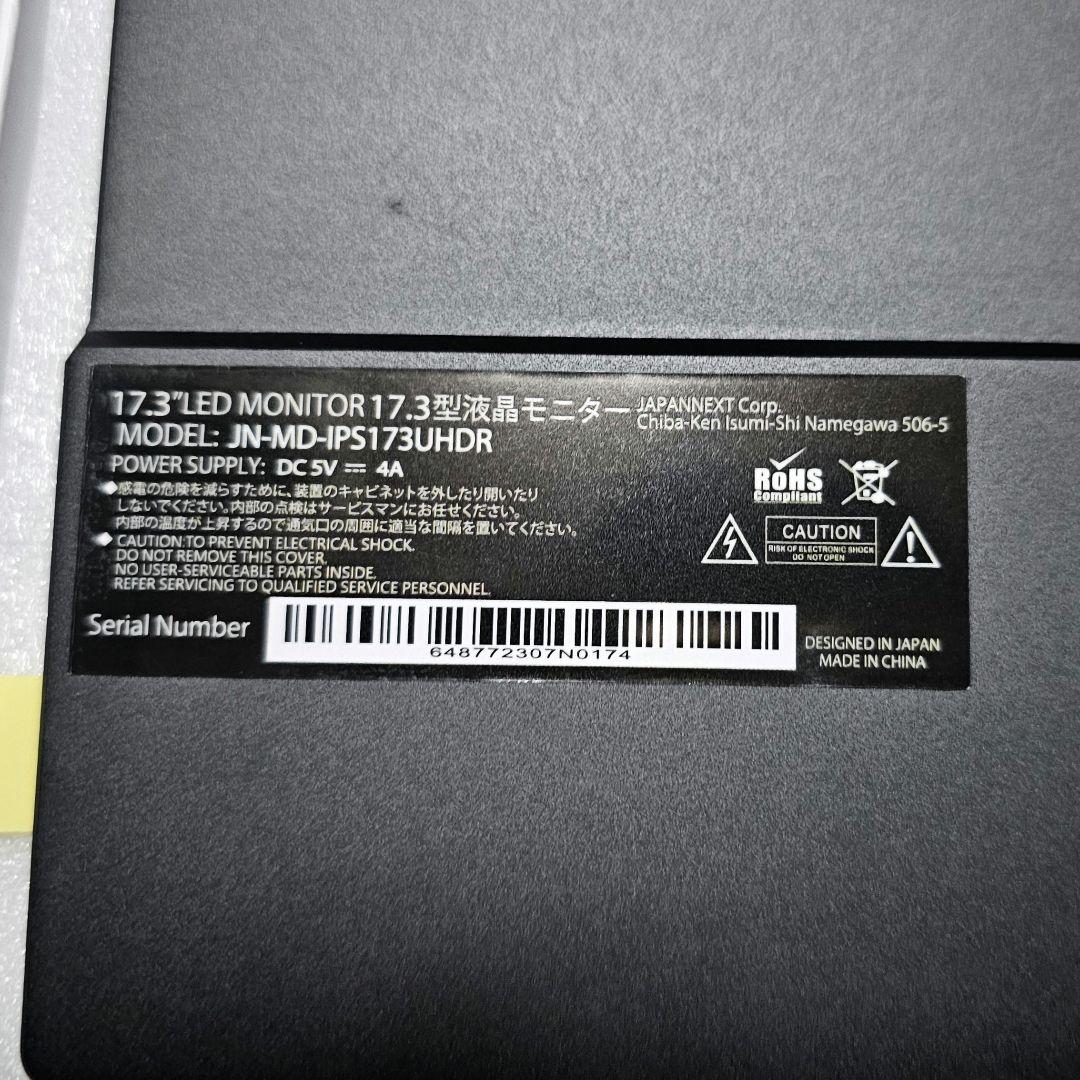 17.3"LED MONITOR 17.3型液晶モニター
JAPANNEXT Corp.
Chiba-Ken Isumi-Shi Namegawa 506-5
MODEL: JN-MD-IPS173UHDR
POWER SUPPLY: DC 5V ⎓ 4A
◆感電の危険を減らすために、装置のキャビネットを外したり開いたり
しないでください。内部の点検はサービスマンにお任せください。
内部の温度が上昇するので通気口の周囲に適当な間隔を置いてください。
◆ CAUTION:TO PREVENT ELECTRICAL SHOCK.
DO NOT REMOVE THIS COVER.
NO USER-SERVICEABLE PARTS INSIDE.
REFER SERVICING TO QUALIFIED SERVICE PERSONNEL.
RoHS
Compliant
CAUTION
RISK OF ELECTRONIC SHOCK
DO NOT OPEN
Serial Number
648772307N0174
DESIGNED IN JAPAN
MADE IN CHINA